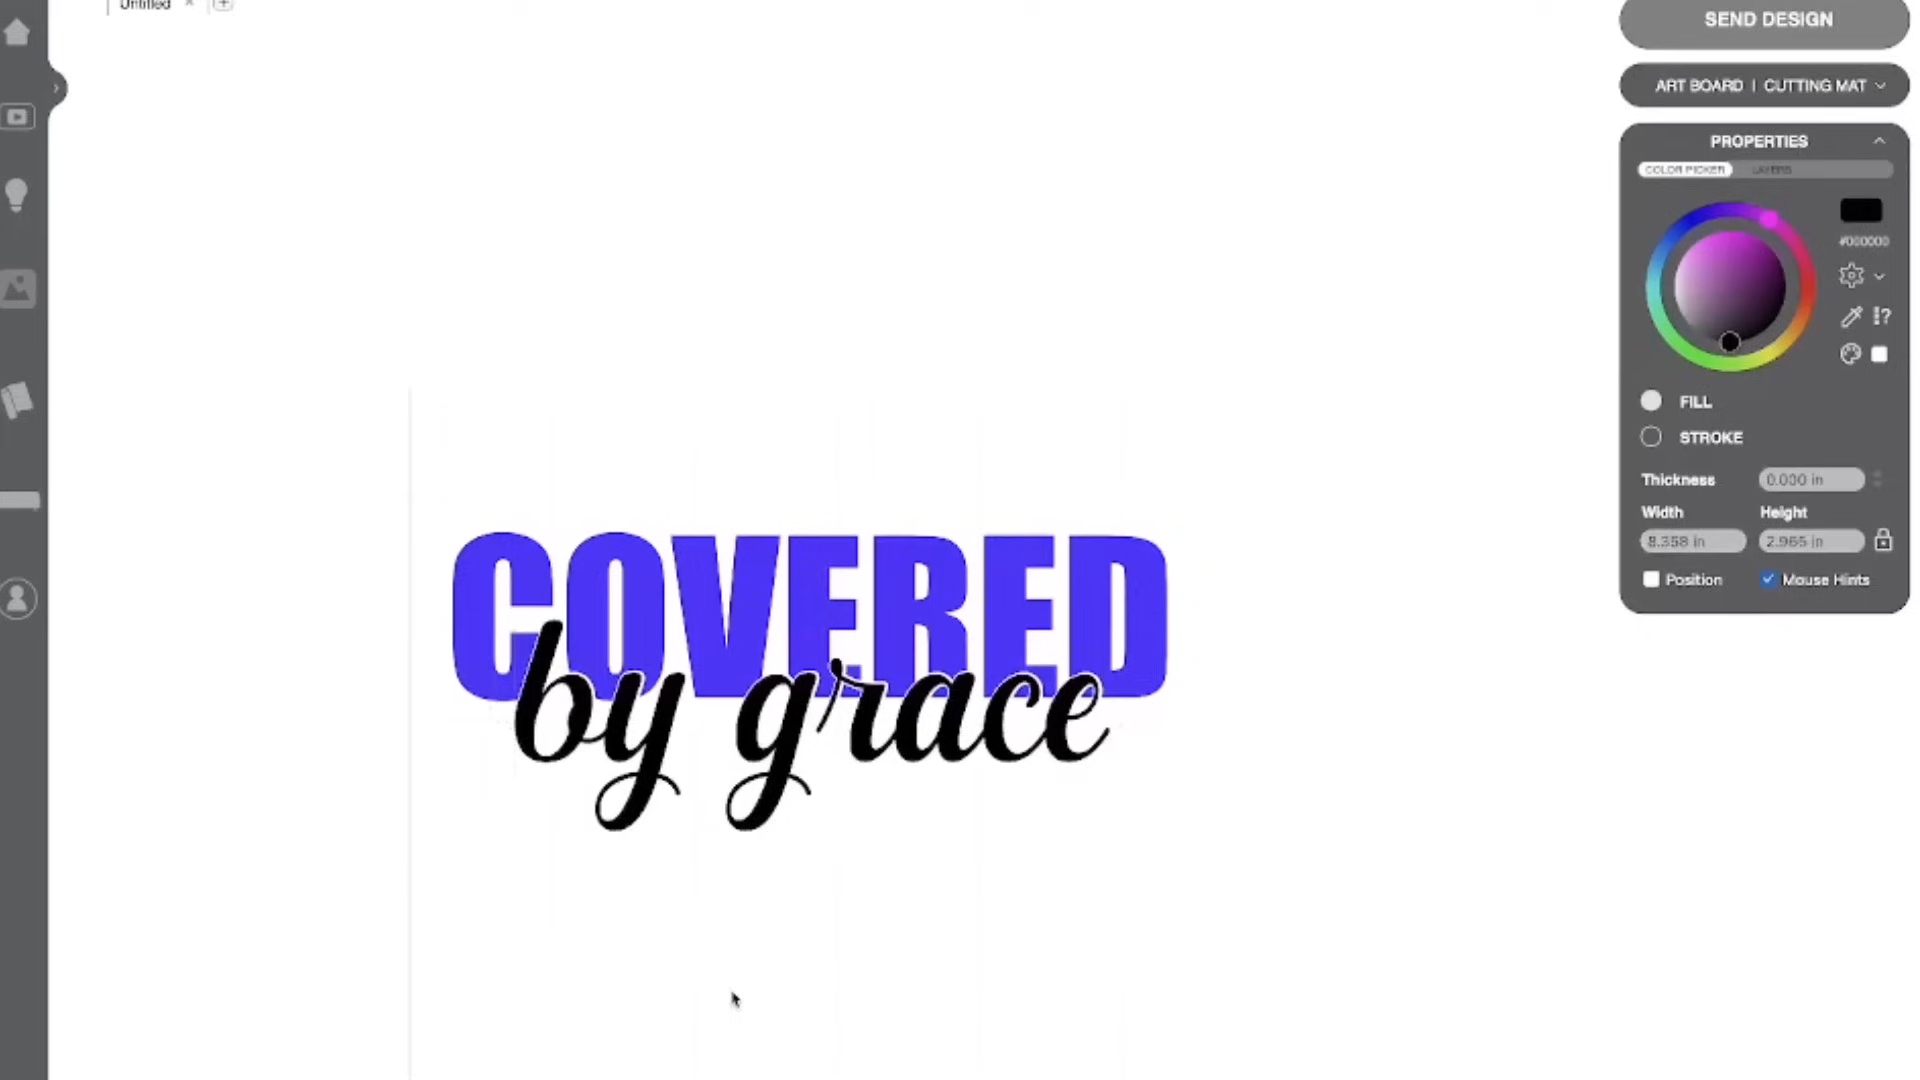 Untitled
SEND DESIGN
ART BOARD | CUTTING MAT
PROPERTIES
COLOR PICKER LAYERS
#000000
FILL
STROKE
Thickness 0.000 in
Width Height
8.358 in 2.965 in
Position Mouse Hints
COVERED
by grace